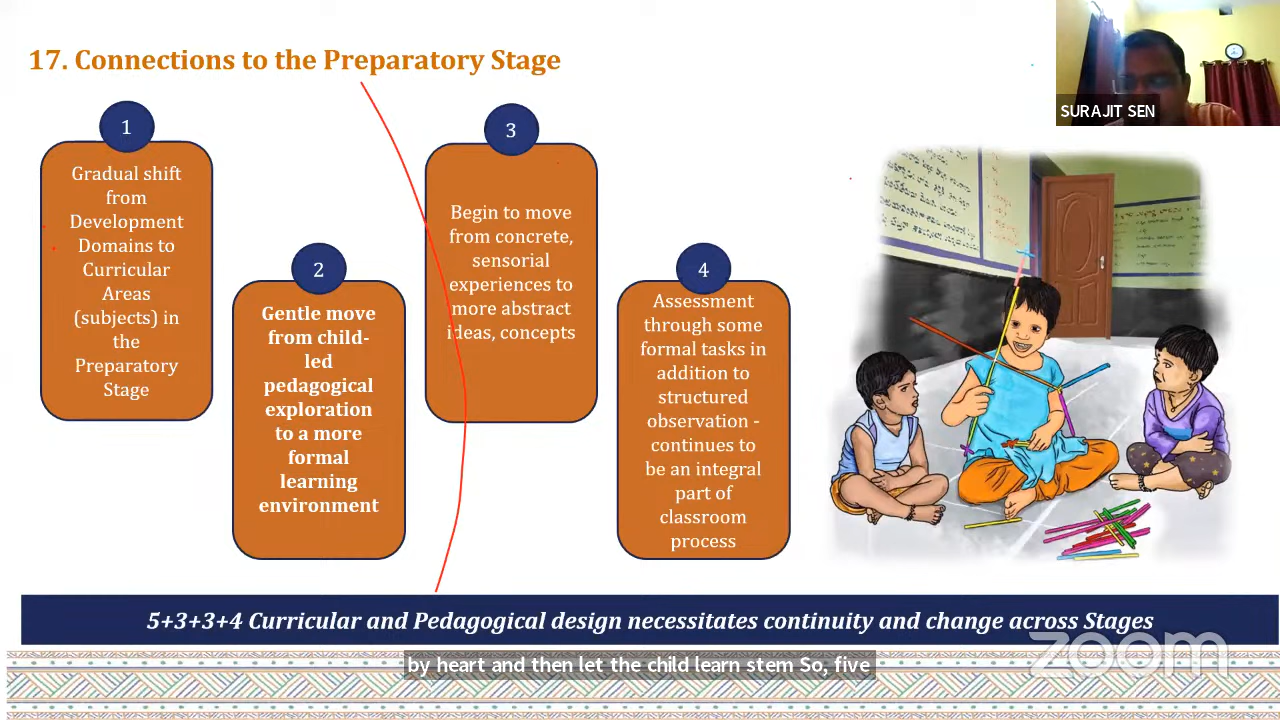 17. Connections to the Preparatory Stage
SURAJIT SEN
1
Gradual shift
from
Development
Domains to
Curricular
Areas
(subjects) in
the
Preparatory
Stage
2
Gentle move
from child-
led
pedagogical
exploration
to a more
formal
learning
environment
3
Begin to move
from concrete,
sensorial
experiences to
more abstract
ideas, concepts
4
Assessment
through some
formal tasks in
addition to
structured
observation -
continues to
be an integral
part of
classroom
process
5+3+3+4 Curricular and Pedagogical design necessitates continuity and change across Stages
zoom
by heart and then let the child learn stem So, five